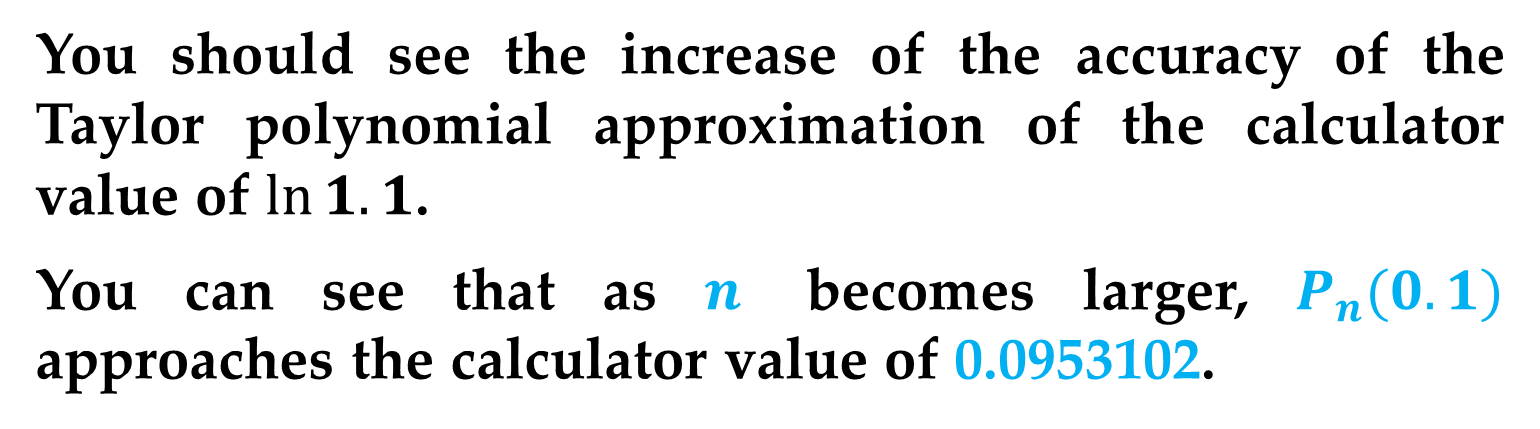 You should see the increase of the accuracy of the
Taylor polynomial approximation of the calculator
value of ln 1. 1.
You can see that as n becomes larger, Pₙ(0. 1)
approaches the calculator value of 0.0953102.